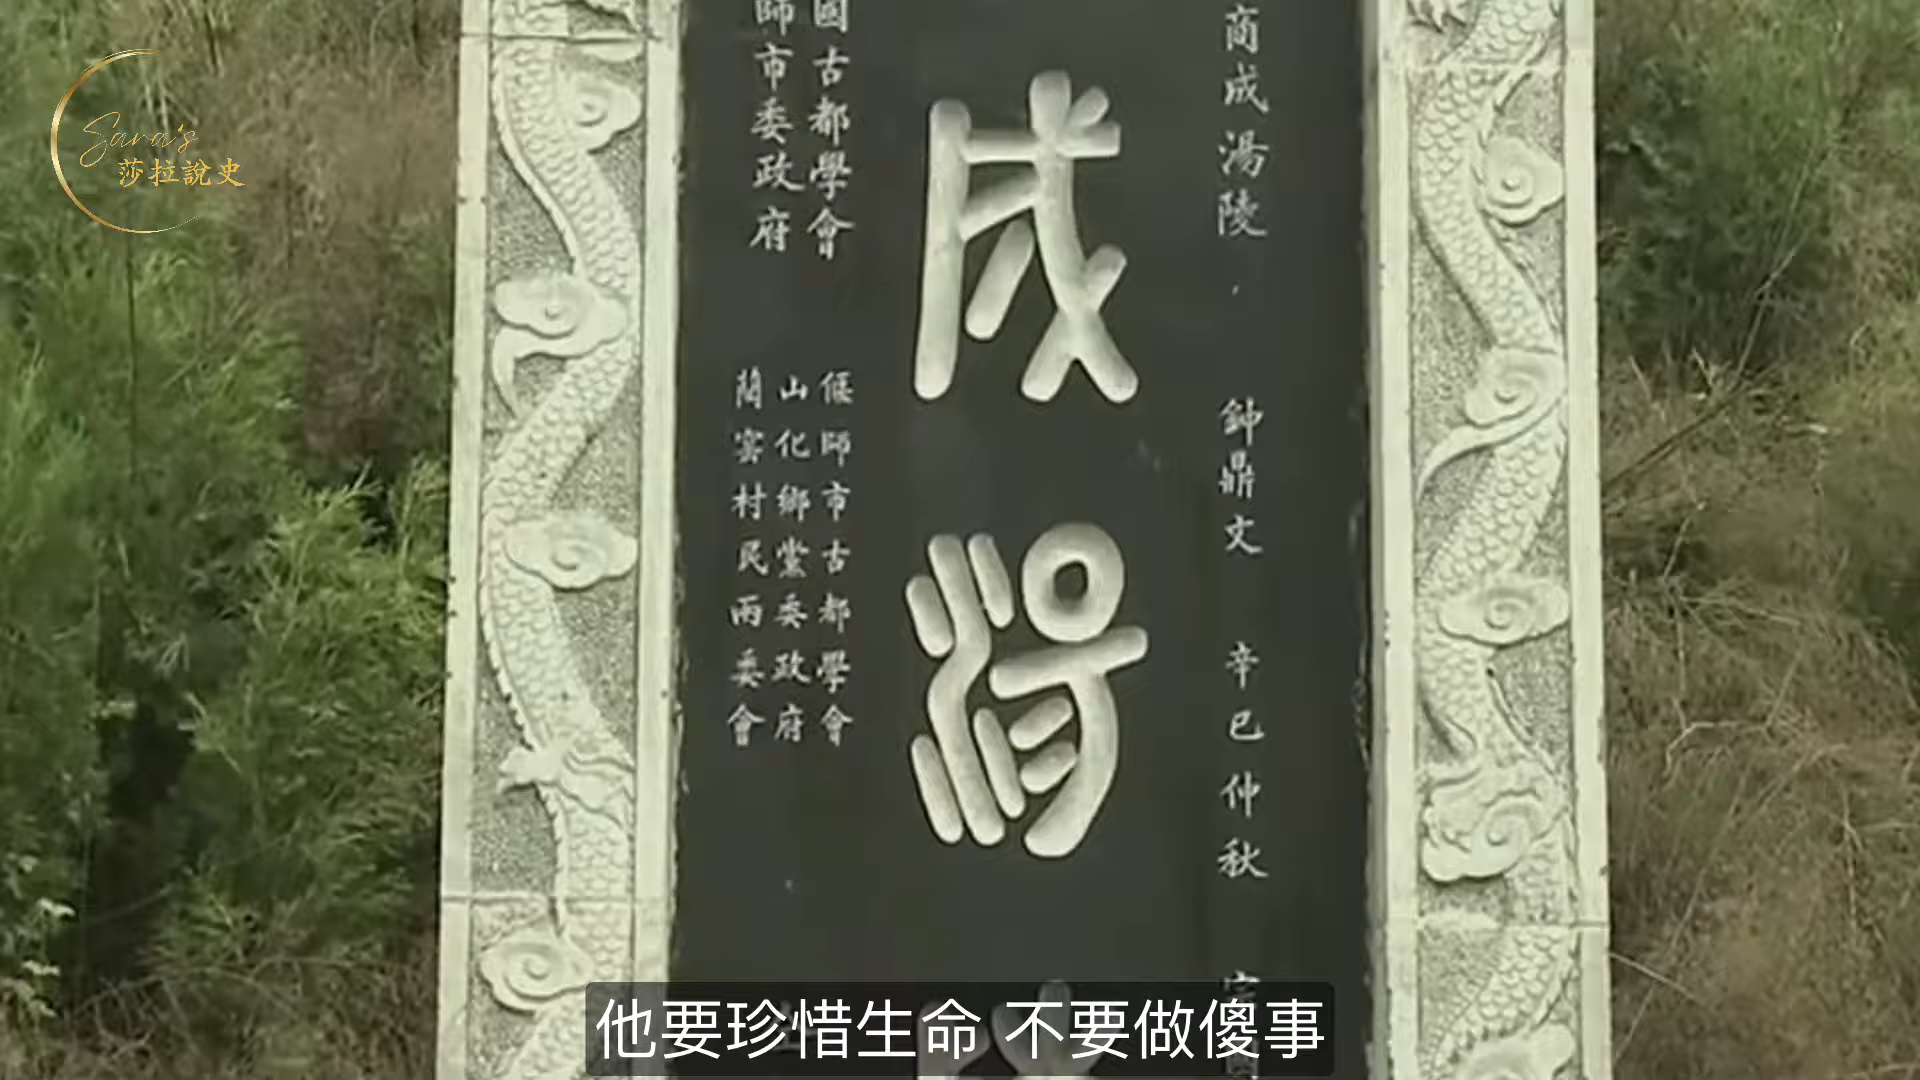 Sara's
莎拉說史
商成湯陵
鈡鼎文
辛巳仲秋
成湯
國古都學會
師市委政府
偃師市古都學會
山化鄉黨委政府
藺窑村民兩委會
他要珍惜生命 不要做傻事